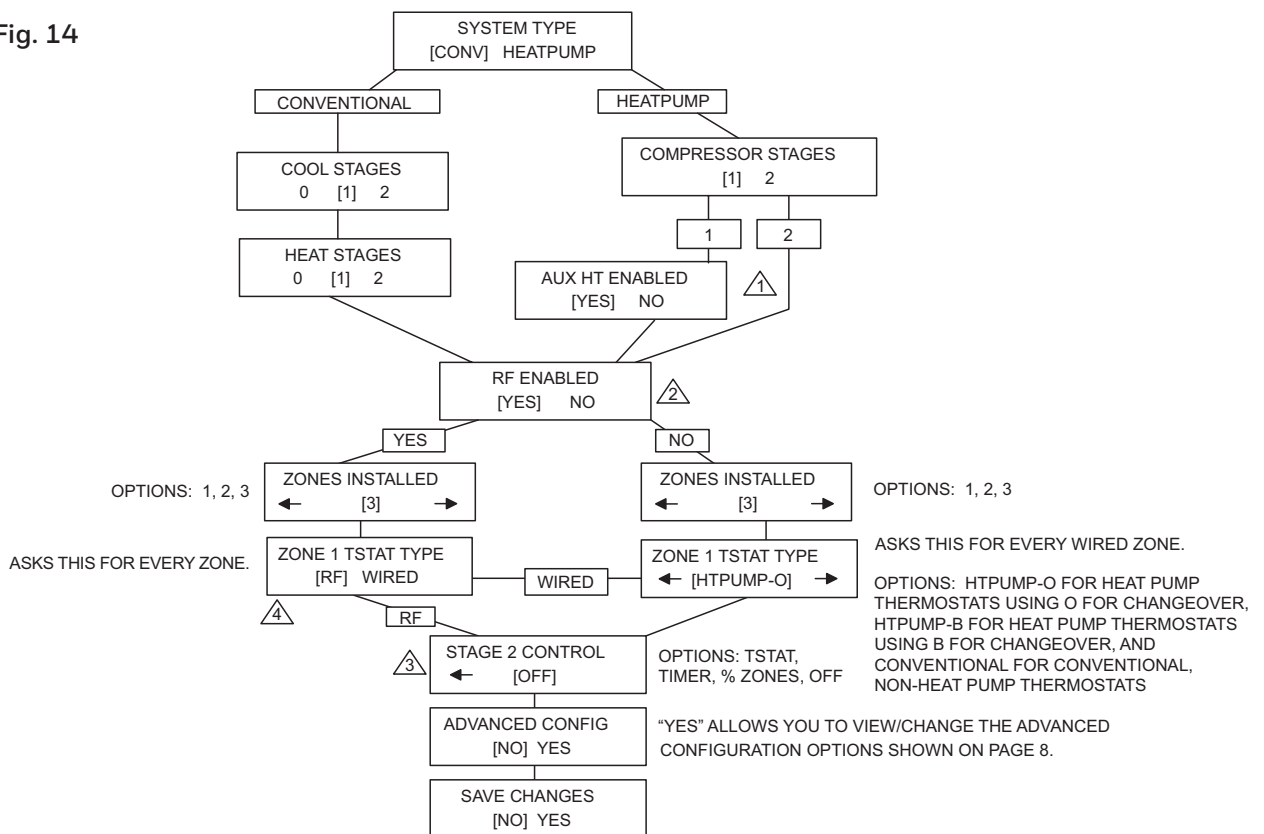 Fig. 14
SYSTEM TYPE
[CONV] HEATPUMP
CONVENTIONAL
HEATPUMP
COOL STAGES
0 [1] 2
COMPRESSOR STAGES
[1] 2
1
2
HEAT STAGES
0 [1] 2
AUX HT ENABLED
[YES] NO
1
RF ENABLED
[YES] NO
2
YES
NO
OPTIONS: 1, 2, 3
ZONES INSTALLED
← [3] →
ZONES INSTALLED
← [3] →
OPTIONS: 1, 2, 3
ASKS THIS FOR EVERY ZONE.
ZONE 1 TSTAT TYPE
[RF] WIRED
WIRED
ZONE 1 TSTAT TYPE
← [HTPUMP-O] →
ASKS THIS FOR EVERY WIRED ZONE.
OPTIONS: HTPUMP-O FOR HEAT PUMP
THERMOSTATS USING O FOR CHANGEOVER,
HTPUMP-B FOR HEAT PUMP THERMOSTATS
USING B FOR CHANGEOVER, AND
CONVENTIONAL FOR CONVENTIONAL,
NON-HEAT PUMP THERMOSTATS
4
RF
3
STAGE 2 CONTROL
← [OFF]
OPTIONS: TSTAT,
TIMER, % ZONES, OFF
ADVANCED CONFIG
[NO] YES
“YES” ALLOWS YOU TO VIEW/CHANGE THE ADVANCED
CONFIGURATION OPTIONS SHOWN ON PAGE 8.
SAVE CHANGES
[NO] YES